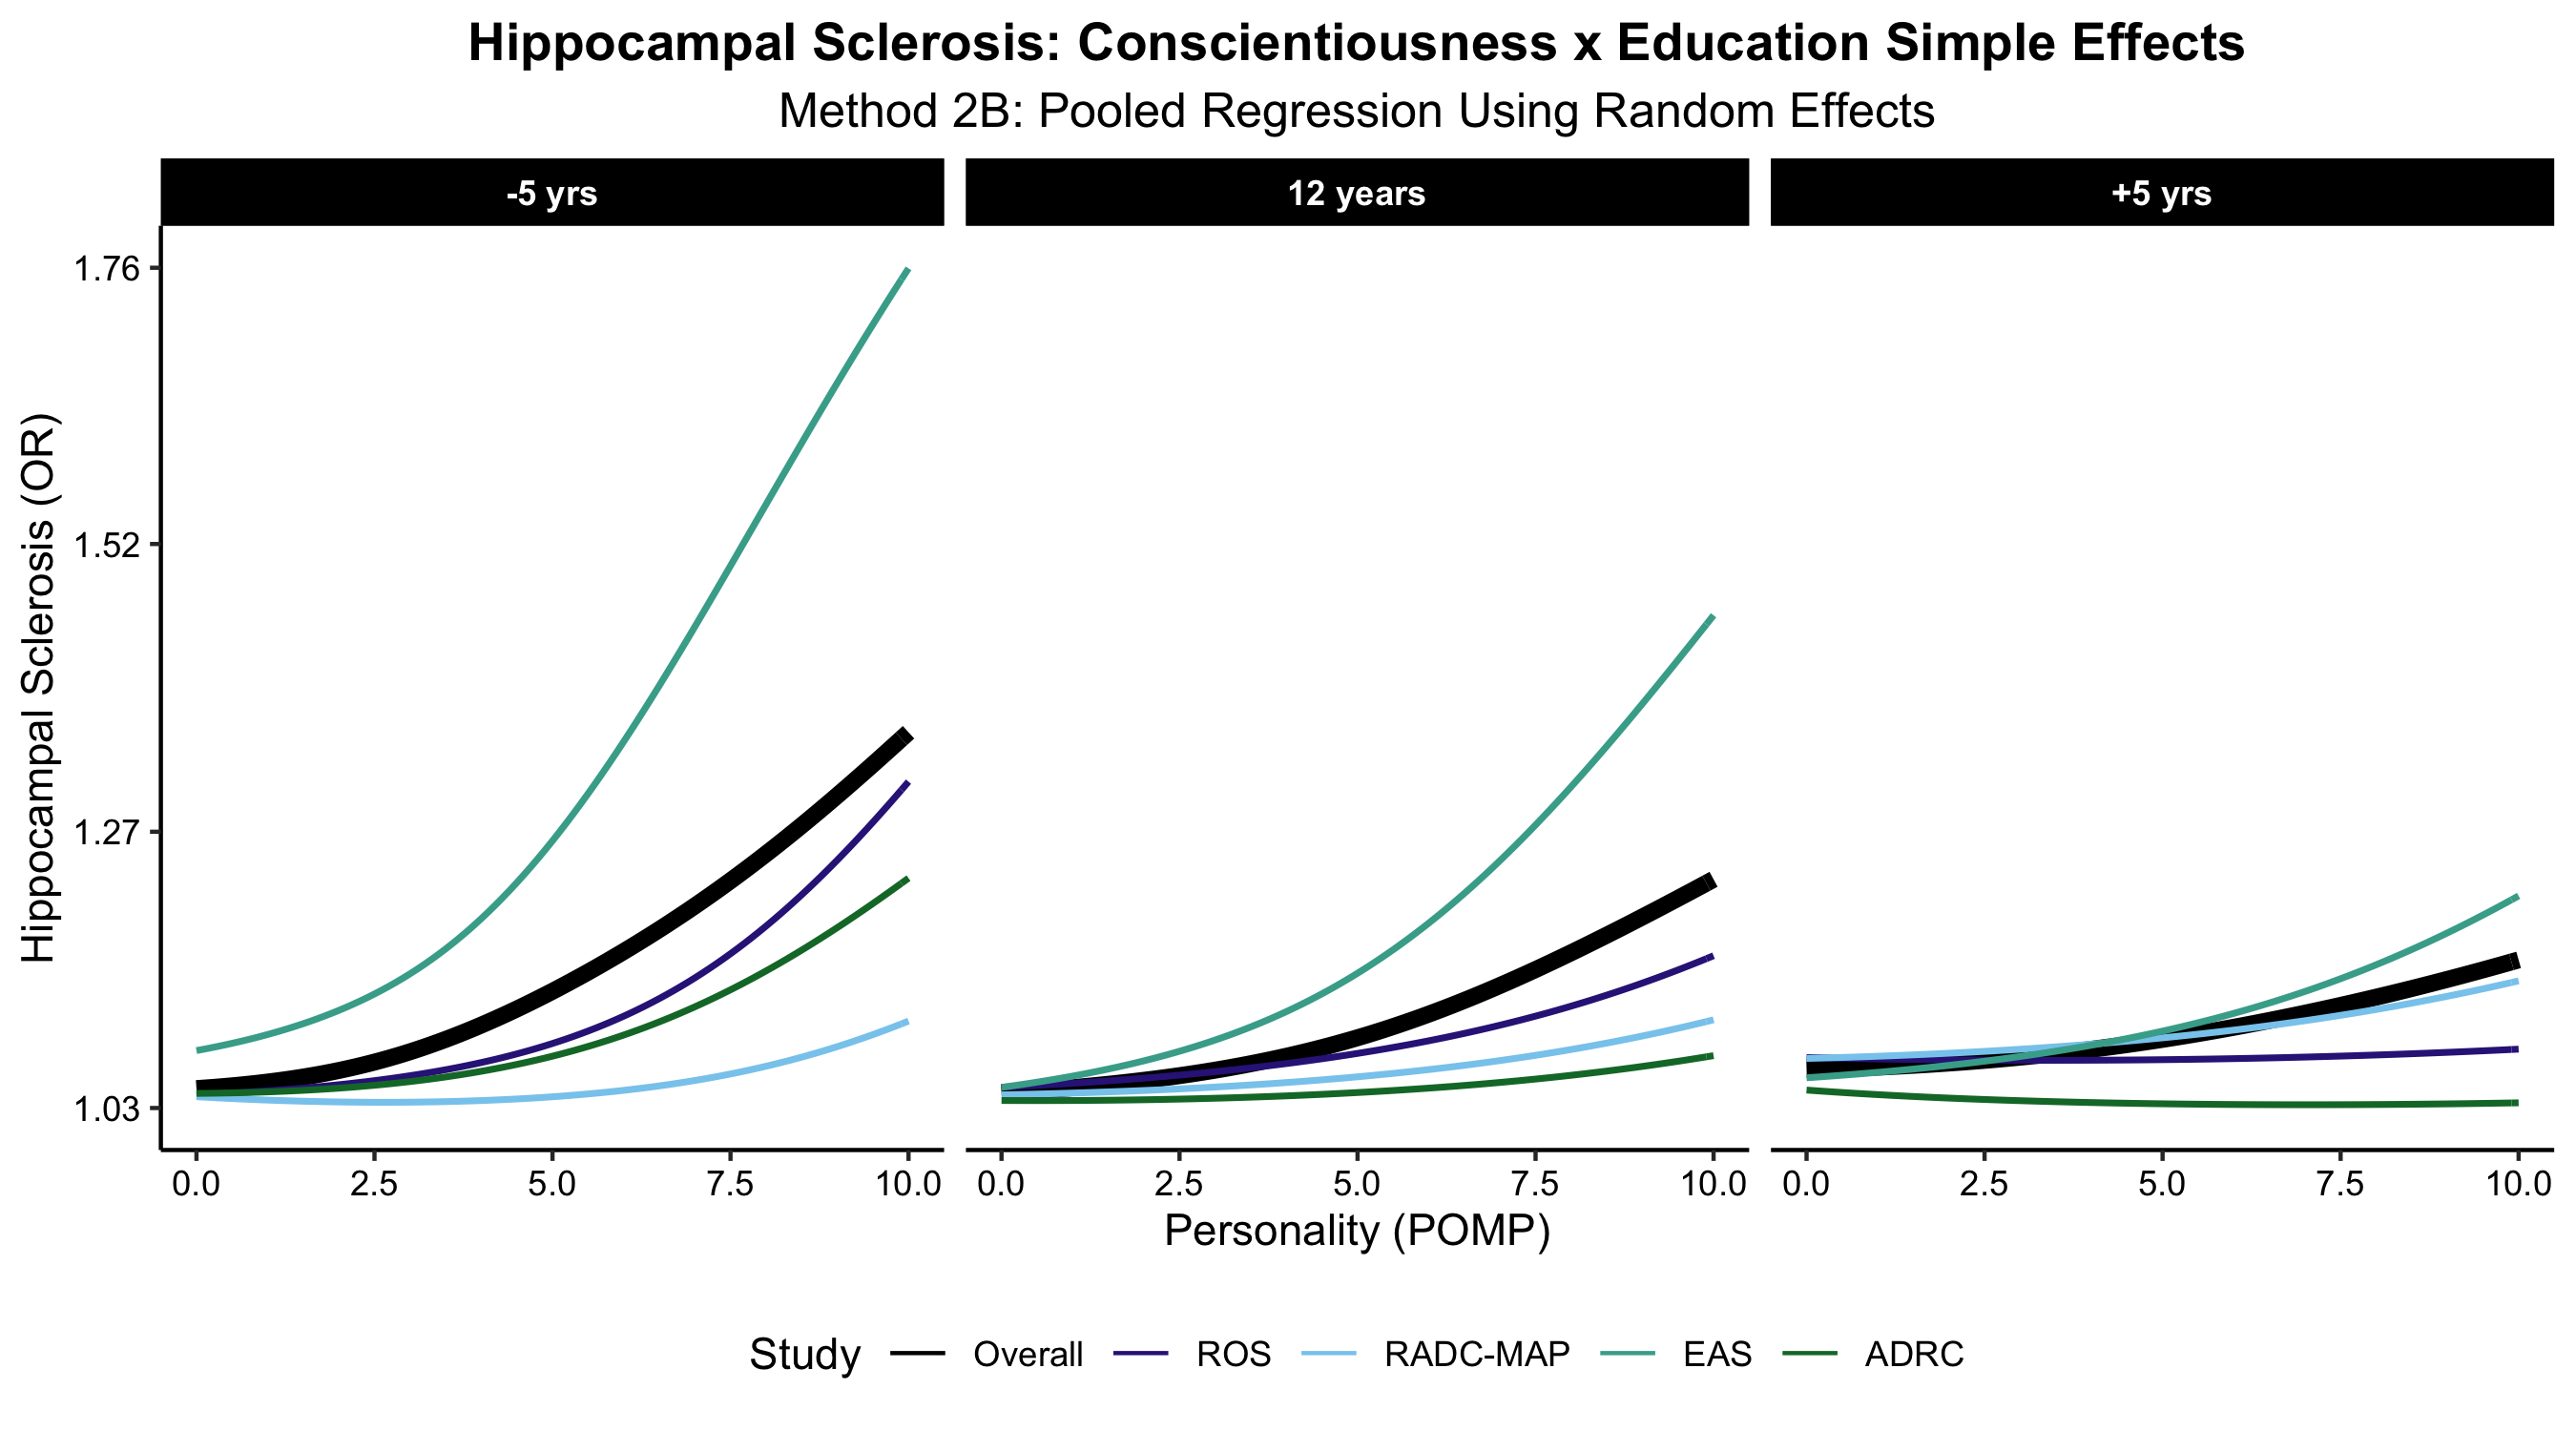 Hippocampal Sclerosis: Conscientiousness x Education Simple Effects
Method 2B: Pooled Regression Using Random Effects
-5 yrs
12 years
+5 yrs
Hippocampal Sclerosis (OR)
1.76
1.52
1.27
1.03
0.0 2.5 5.0 7.5 10.0
0.0 2.5 5.0 7.5 10.0
0.0 2.5 5.0 7.5 10.0
Personality (POMP)
Study Overall ROS RADC-MAP EAS ADRC